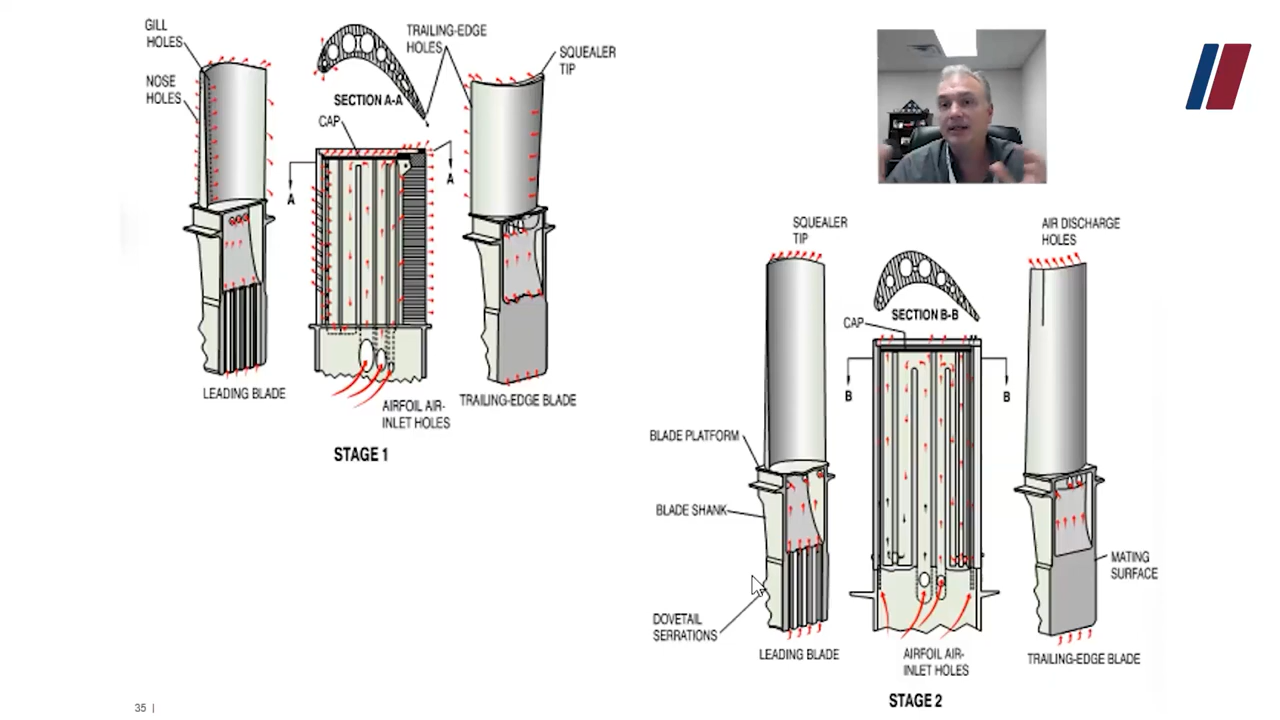 GILL
HOLES
NOSE
HOLES
TRAILING-EDGE
HOLES
SQUEALER
TIP
SECTION A-A
CAP
A
A
LEADING BLADE
AIRFOIL AIR-
INLET HOLES
TRAILING-EDGE BLADE
STAGE 1
SQUEALER
TIP
AIR DISCHARGE
HOLES
SECTION B-B
CAP
B
B
BLADE PLATFORM
BLADE SHANK
DOVETAIL
SERRATIONS
MATING
SURFACE
LEADING BLADE
AIRFOIL AIR-
INLET HOLES
TRAILING-EDGE BLADE
STAGE 2
35 |